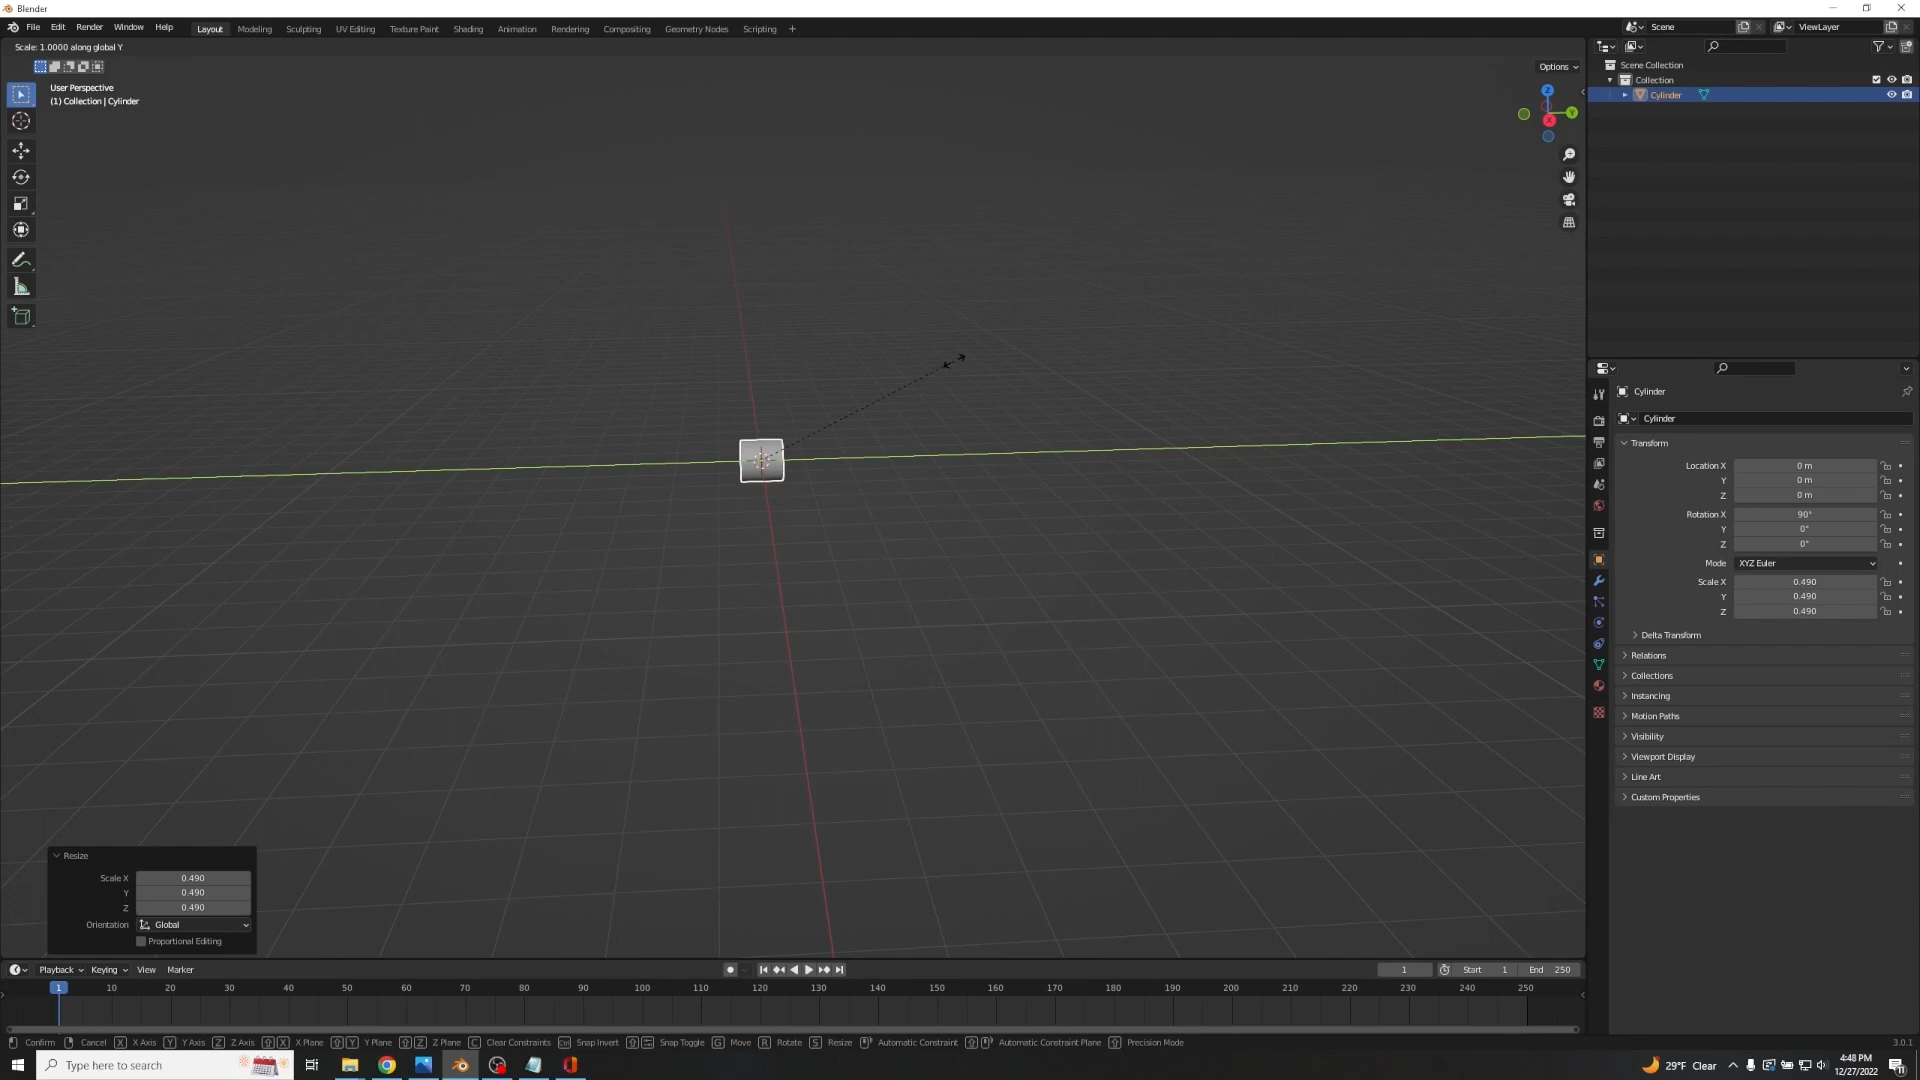 Blender
File Edit Render Window Help
Layout Modeling Sculpting UV Editing Texture Paint Shading Animation Rendering Compositing Geometry Nodes Scripting +
Scene
ViewLayer
Scale: 1.0000 along global Y
Options
User Perspective
(1) Collection | Cylinder
Z
Y
X
Scene Collection
Collection
Cylinder
Cylinder
Cylinder
Transform
Location X 0 m
Y 0 m
Z 0 m
Rotation X 90°
Y 0°
Z 0°
Mode XYZ Euler
Scale X 0.490
Y 0.490
Z 0.490
Delta Transform
Relations
Collections
Instancing
Motion Paths
Visibility
Viewport Display
Line Art
Custom Properties
Resize
Scale X 0.490
Y 0.490
Z 0.490
Orientation Global
Proportional Editing
Playback Keying View Marker
1 Start 1 End 250
1 10 20 30 40 50 60 70 80 90 100 110 120 130 140 150 160 170 180 190 200 210 220 230 240 250
Confirm Cancel X X Axis Y Y Axis Z Z Axis X X Plane Y Y Plane Z Z Plane C Clear Constraints Ctrl Snap Invert Snap Toggle G Move R Rotate S Resize Automatic Constraint Automatic Constraint Plane Precision Mode 3.0.1
Type here to search
29°F Clear
4:48 PM
12/27/2022